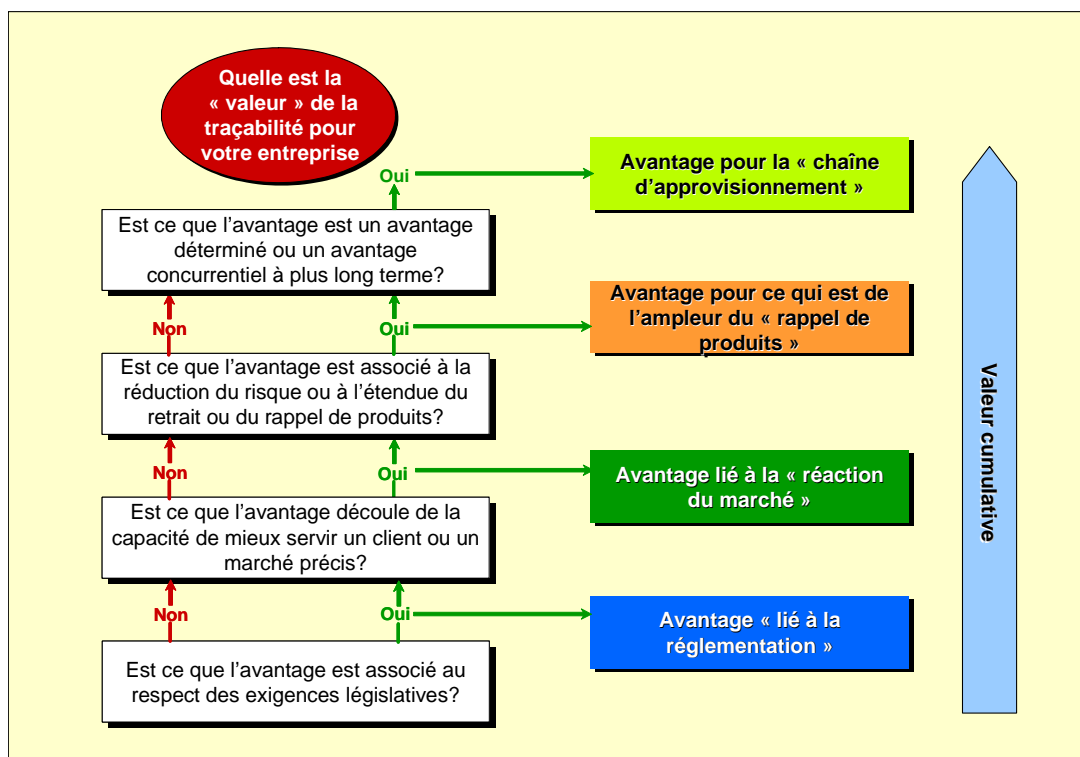 Quelle est la
« valeur » de la
traçabilité pour
votre entreprise
Oui
Avantage pour la « chaîne
d'approvisionnement »
Est ce que l'avantage est un avantage
déterminé ou un avantage
concurrentiel à plus long terme?
Non
Oui
Avantage pour ce qui est de
l'ampleur du « rappel de
produits »
Est ce que l'avantage est associé à la
réduction du risque ou à l'étendue du
retrait ou du rappel de produits?
Non
Oui
Avantage lié à la « réaction
du marché »
Est ce que l'avantage découle de la
capacité de mieux servir un client ou un
marché précis?
Non
Oui
Avantage « lié à la
réglementation »
Est ce que l'avantage est associé au
respect des exigences législatives?
Valeur cumulative